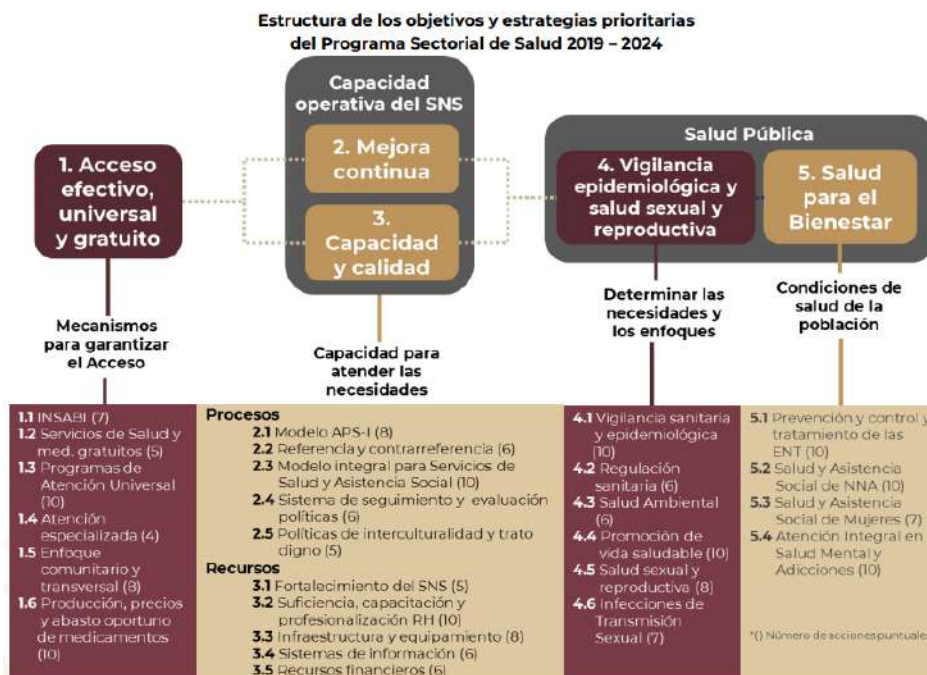 Estructura de los objetivos y estrategias prioritarias
del Programa Sectorial de Salud 2019 – 2024
Capacidad
operativa del SNS
Salud Pública
1. Acceso
efectivo,
universal
y gratuito
2. Mejora
continua
3.
Capacidad
y calidad
4. Vigilancia
epidemiológica y
salud sexual y
reproductiva
5. Salud
para el
Bienestar
Mecanismos
para garantizar
el Acceso
Capacidad para
atender las
necesidades
Determinar las
necesidades y
los enfoques
Condiciones de
salud de la
población
1.1 INSABI (7)
1.2 Servicios de Salud y
med. gratuitos (5)
1.3 Programas de
Atención Universal
(10)
1.4 Atención
especializada (4)
1.5 Enfoque
comunitario y
transversal (8)
1.6 Producción, precios
y abasto oportuno
de medicamentos
(10)
Procesos
2.1 Modelo APS-I (8)
2.2 Referencia y contrarreferencia (6)
2.3 Modelo integral para Servicios de
Salud y Asistencia Social (10)
2.4 Sistema de seguimiento y evaluación
políticas (6)
2.5 Políticas de interculturalidad y trato
digno (5)
Recursos
3.1 Fortalecimiento del SNS (5)
3.2 Suficiencia, capacitación y
profesionalización RH (10)
3.3 Infraestructura y equipamiento (8)
3.4 Sistemas de información (6)
3.5 Recursos financieros (6)
4.1 Vigilancia sanitaria
y epidemiológica
(10)
4.2 Regulación
sanitaria (6)
4.3 Salud Ambiental
(6)
4.4 Promoción de
vida saludable (10)
4.5 Salud sexual y
reproductiva (8)
4.6 Infecciones de
Transmisión
Sexual (7)
5.1 Prevención y control y
tratamiento de las
ENT (10)
5.2 Salud y Asistencia
Social de NNA (10)
5.3 Salud y Asistencia
Social de Mujeres (7)
5.4 Atención Integral en
Salud Mental y
Adicciones (10)
*() Número de acciones puntuales